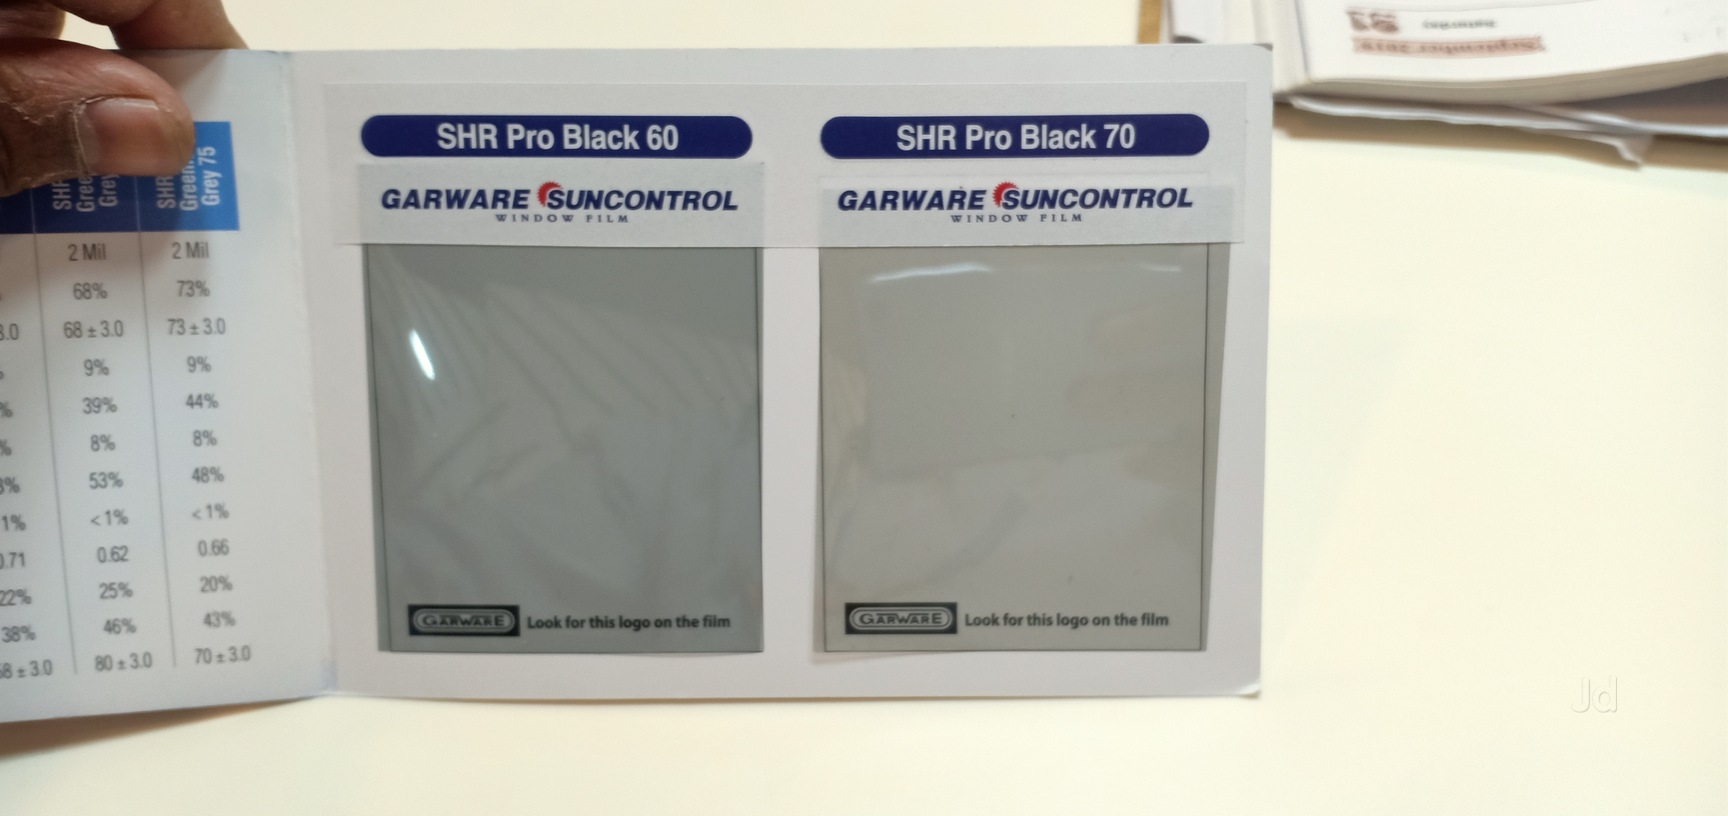 SHR
Green
Grey 75
2 Mil 2 Mil
68% 73%
3.0 68 ± 3.0 73 ± 3.0
% 9% 9%
% 39% 44%
% 8% 8%
% 53% 48%
1% <1% <1%
0.71 0.62 0.66
22% 25% 20%
38% 46% 43%
68 ± 3.0 80 ± 3.0 70 ± 3.0
SHR Pro Black 60
GARWARE SUNCONTROL
WINDOW FILM
GARWARE Look for this logo on the film
SHR Pro Black 70
GARWARE SUNCONTROL
WINDOW FILM
GARWARE Look for this logo on the film
Jd